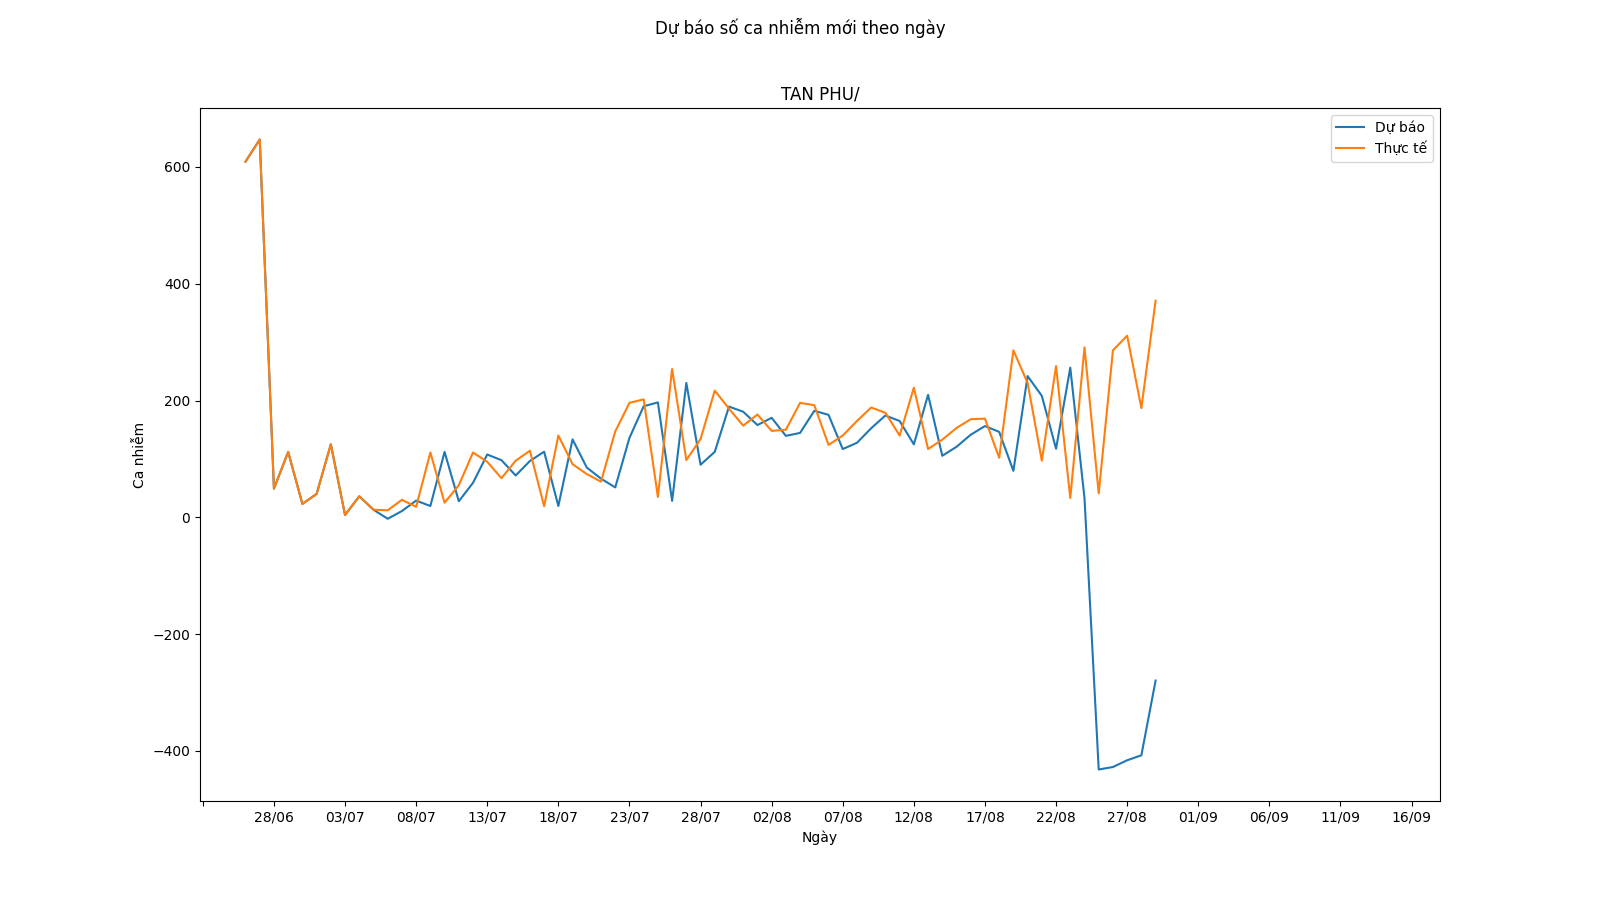 Dự báo số ca nhiễm mới theo ngày
TAN PHU/
Dự báo
Thực tế
600
400
200
0
−200
−400
Ca nhiễm
28/06 03/07 08/07 13/07 18/07 23/07 28/07 02/08 07/08 12/08 17/08 22/08 27/08 01/09 06/09 11/09 16/09
Ngày